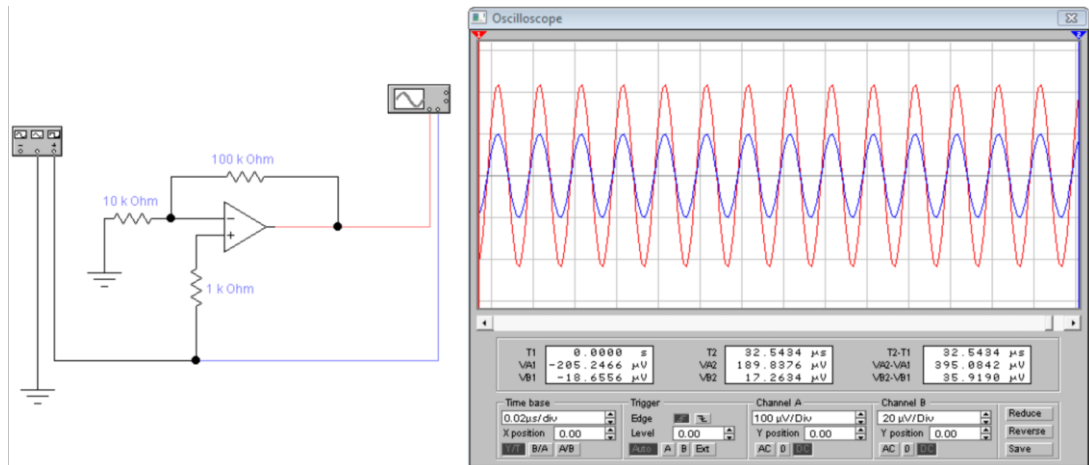 Oscilloscope
1
2
100 k Ohm
10 k Ohm
1 k Ohm
T1 0.0000 s
VA1 -205.2466 µV
VB1 -18.6556 µV
T2 32.5434 µs
VA2 189.8376 µV
VB2 17.2634 µV
T2-T1 32.5434 µs
VA2-VA1 395.0842 µV
VB2-VB1 35.9190 µV
Time base
0.02µs/div
X position 0.00
Y/T B/A A/B
Trigger
Edge
Level 0.00
Auto A B Ext
Channel A
100 µV/Div
Y position 0.00
AC 0 DC
Channel B
20 µV/Div
Y position 0.00
AC 0 DC
Reduce
Reverse
Save